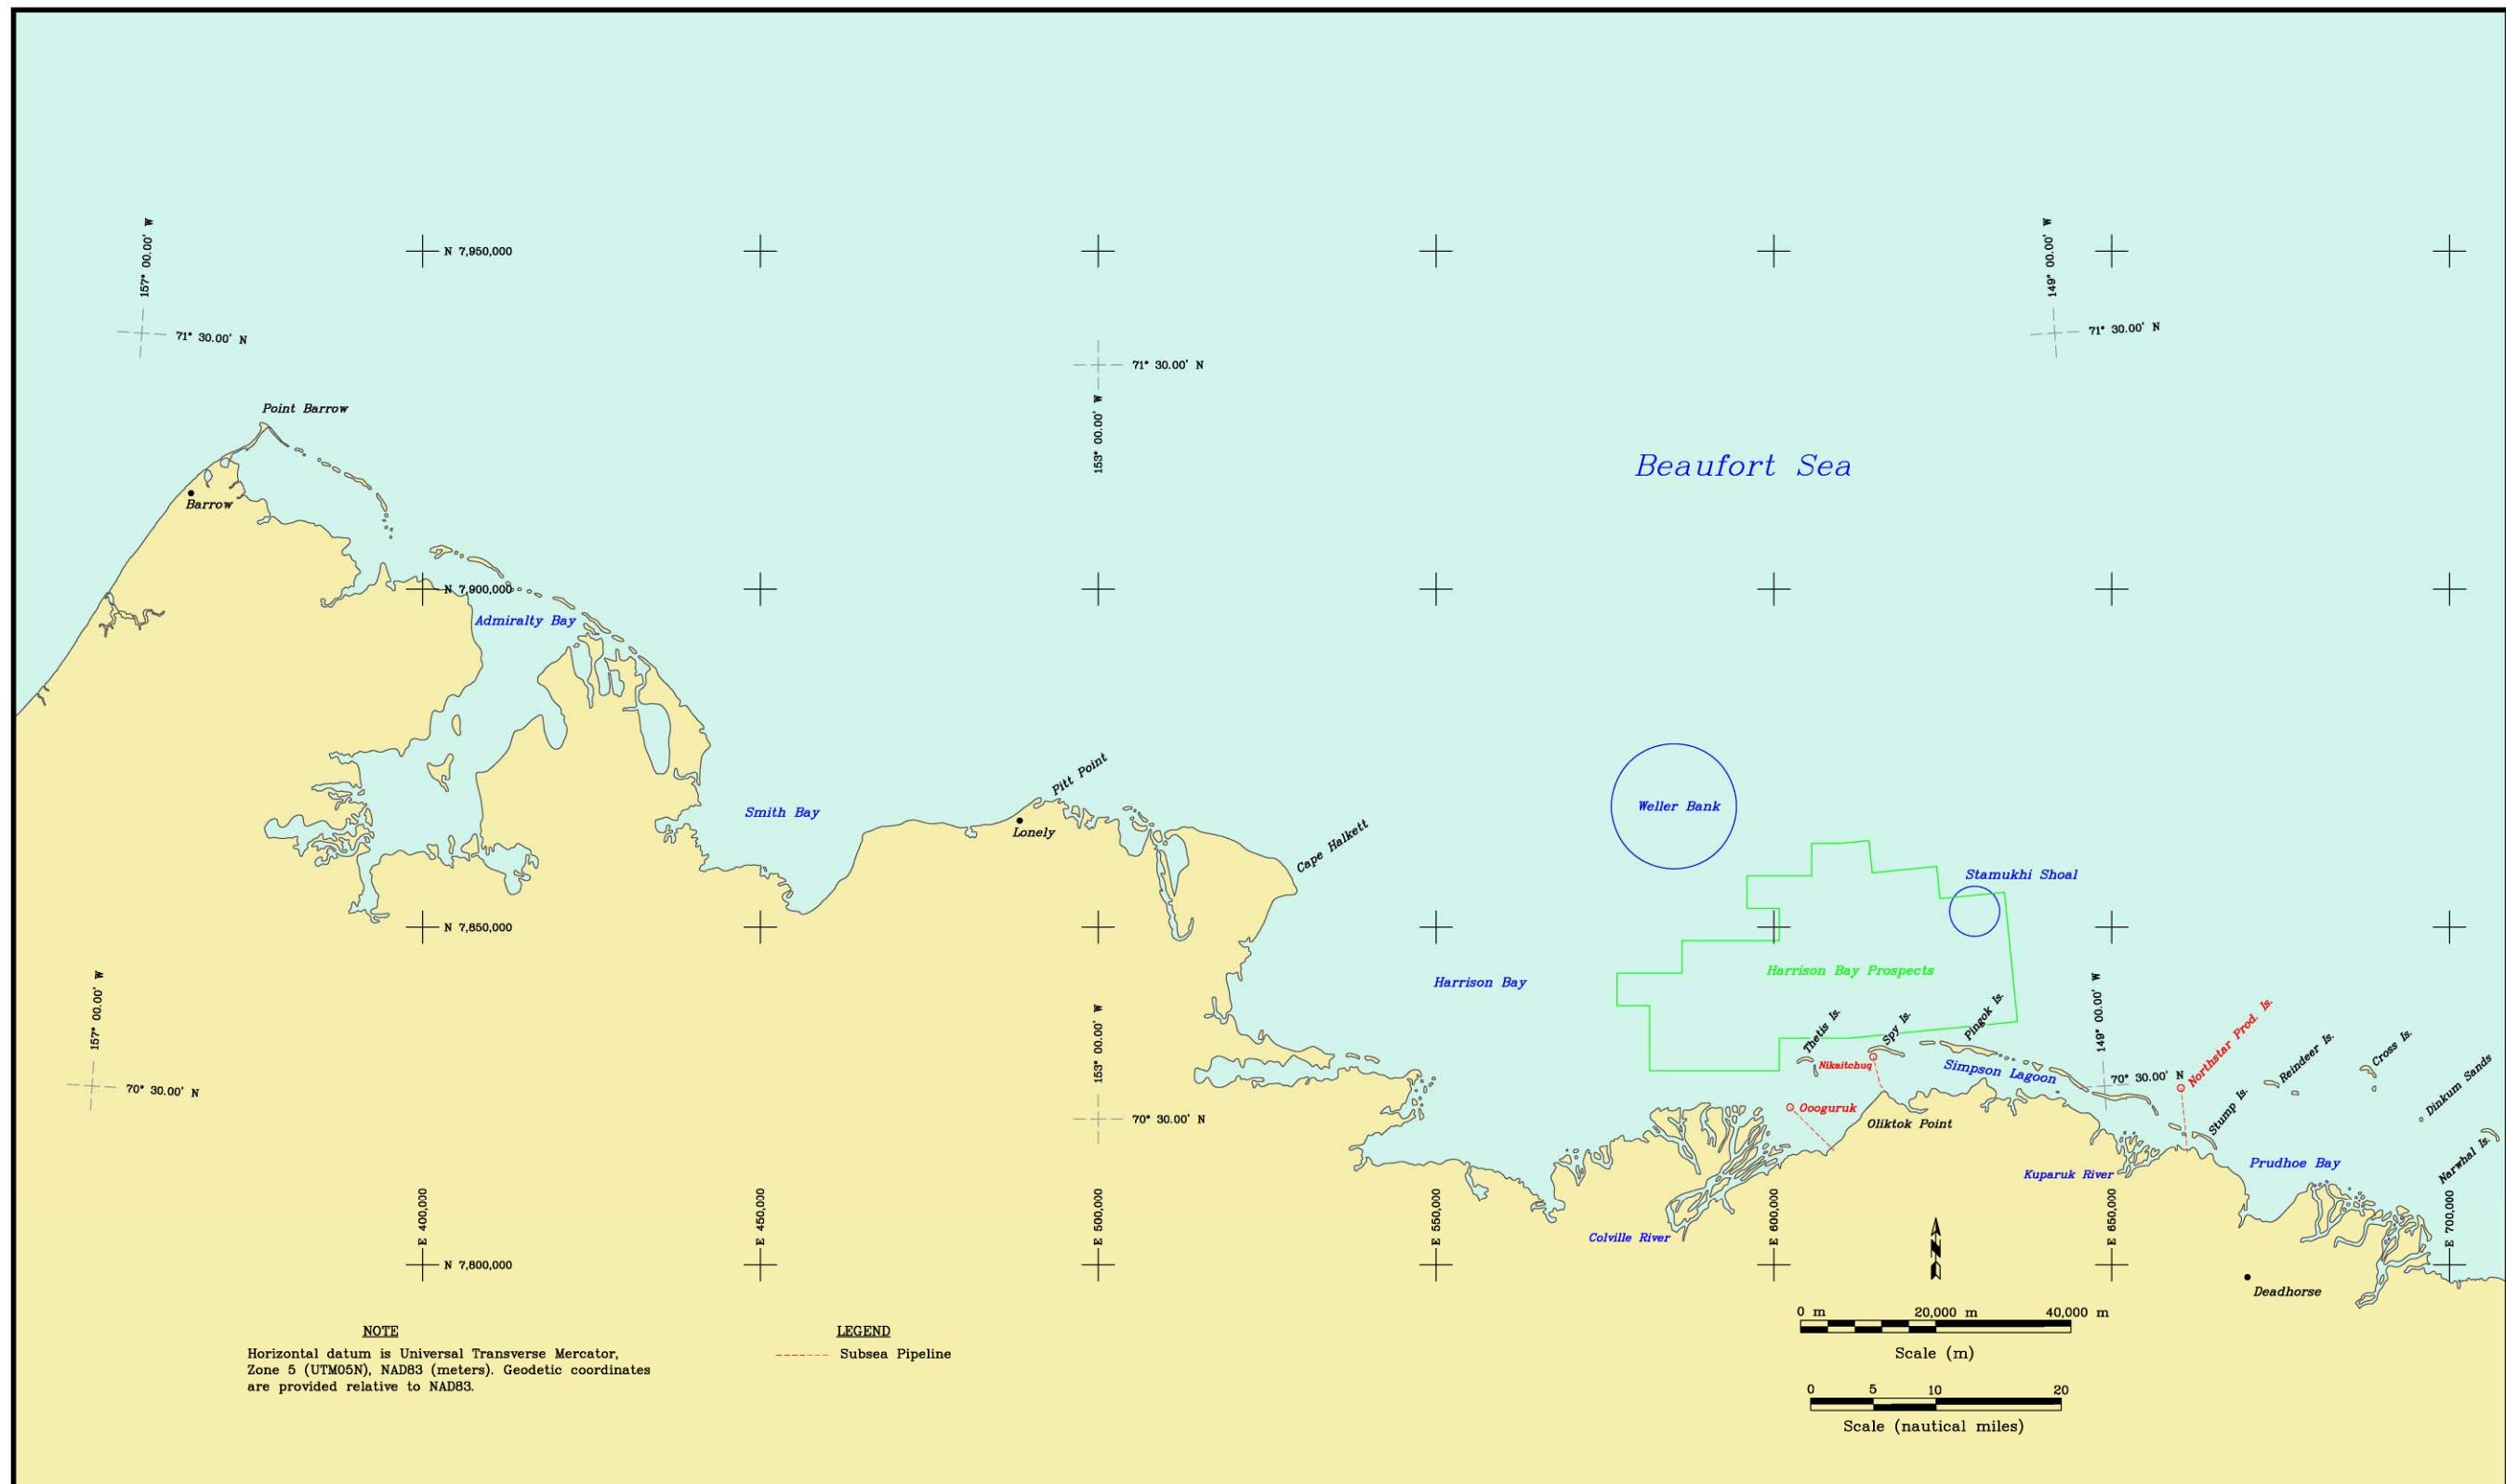 157° 00.00' W
149° 00.00' W
N 7,950,000
71° 30.00' N
71° 30.00' N
71° 30.00' N
153° 00.00' W
Point Barrow
Beaufort Sea
Barrow
N 7,900,000
Admiralty Bay
Pitt Point
Smith Bay
Lonely
Weller Bank
Cape Halkett
Stamukhi Shoal
N 7,850,000
Harrison Bay
Harrison Bay Prospects
157° 00.00' W
153° 00.00' W
149° 00.00' W
Thetis Is.
Spy Is.
Pingok Is.
Northstar Prod. Is.
Reindeer Is.
Cross Is.
Dinkum Sands
Nikaitchuq
Simpson Lagoon
70° 30.00' N
70° 30.00' N
70° 30.00' N
Oooguruk
Oliktok Point
Stump Is.
Narwhal Is.
Kuparuk River
Prudhoe Bay
Colville River
E 400,000
E 450,000
E 500,000
E 550,000
E 600,000
E 650,000
E 700,000
N 7,800,000
N
Deadhorse
0 m 20,000 m 40,000 m
Scale (m)
0 5 10 20
Scale (nautical miles)
NOTE
Horizontal datum is Universal Transverse Mercator,
Zone 5 (UTM05N), NAD83 (meters). Geodetic coordinates
are provided relative to NAD83.
LEGEND
Subsea Pipeline